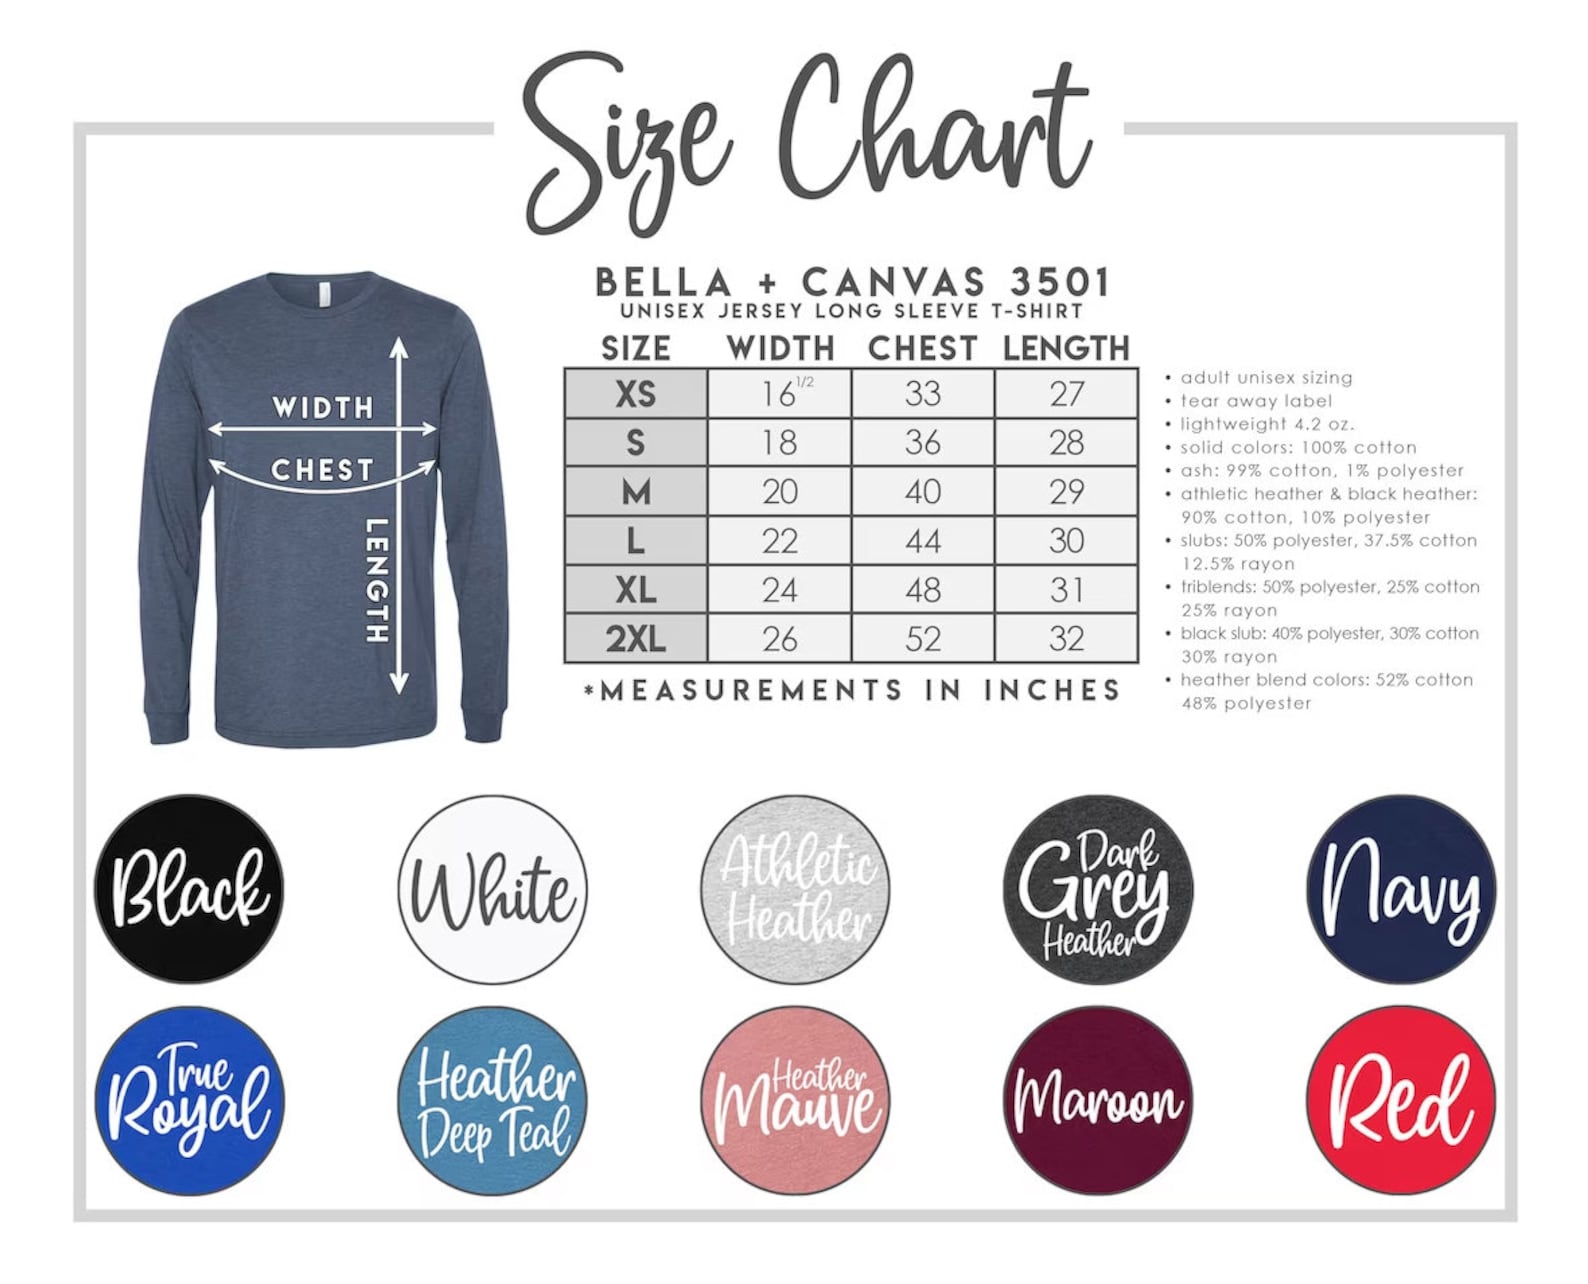 Size Chart
BELLA + CANVAS 3501
UNISEX JERSEY LONG SLEEVE T-SHIRT
SIZE WIDTH CHEST LENGTH
XS 16 1/2 33 27
S 18 36 28
M 20 40 29
L 22 44 30
XL 24 48 31
2XL 26 52 32
*MEASUREMENTS IN INCHES
WIDTH
CHEST
LENGTH
• adult unisex sizing
• tear away label
• lightweight 4.2 oz.
• solid colors: 100% cotton
• ash: 99% cotton, 1% polyester
• athletic heather & black heather:
90% cotton, 10% polyester
• slubs: 50% polyester, 37.5% cotton
12.5% rayon
• triblends: 50% polyester, 25% cotton
25% rayon
• black slub: 40% polyester, 30% cotton
30% rayon
• heather blend colors: 52% cotton
48% polyester
Black
White
Athletic
Heather
Dark
Grey
Heather
Navy
True
Royal
Heather
Deep Teal
Heather
Mauve
Maroon
Red